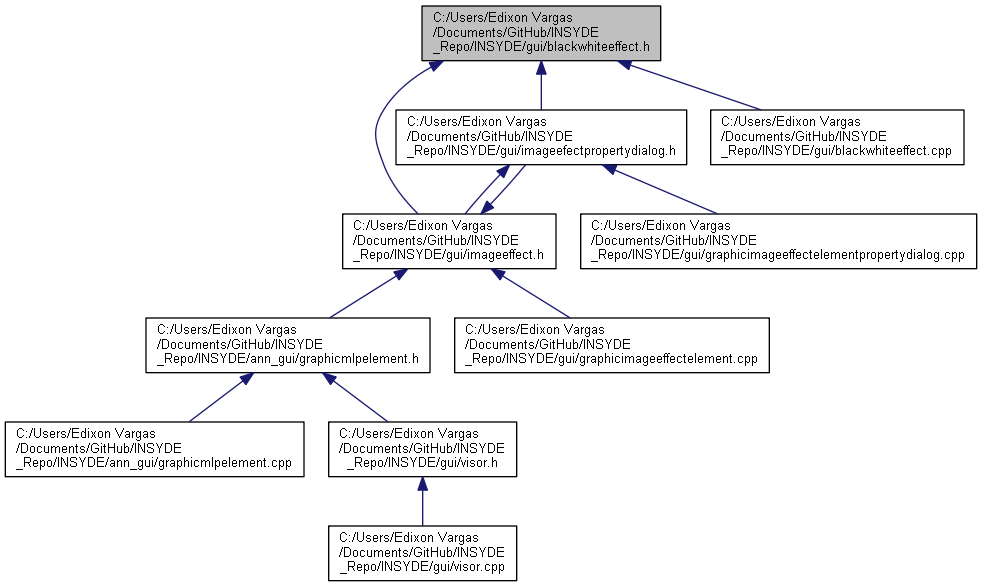 C:/Users/Edixon Vargas
/Documents/GitHub/INSYDE
_Repo/INSYDE/gui/blackwhiteeffect.h
C:/Users/Edixon Vargas
/Documents/GitHub/INSYDE
_Repo/INSYDE/gui/imageefectpropertydialog.h
C:/Users/Edixon Vargas
/Documents/GitHub/INSYDE
_Repo/INSYDE/gui/blackwhiteeffect.cpp
C:/Users/Edixon Vargas
/Documents/GitHub/INSYDE
_Repo/INSYDE/gui/imageeffect.h
C:/Users/Edixon Vargas
/Documents/GitHub/INSYDE
_Repo/INSYDE/gui/graphicimageeffectelementpropertydialog.cpp
C:/Users/Edixon Vargas
/Documents/GitHub/INSYDE
_Repo/INSYDE/ann_gui/graphicmlpelement.h
C:/Users/Edixon Vargas
/Documents/GitHub/INSYDE
_Repo/INSYDE/gui/graphicimageeffectelement.cpp
C:/Users/Edixon Vargas
/Documents/GitHub/INSYDE
_Repo/INSYDE/ann_gui/graphicmlpelement.cpp
C:/Users/Edixon Vargas
/Documents/GitHub/INSYDE
_Repo/INSYDE/gui/visor.h
C:/Users/Edixon Vargas
/Documents/GitHub/INSYDE
_Repo/INSYDE/gui/visor.cpp